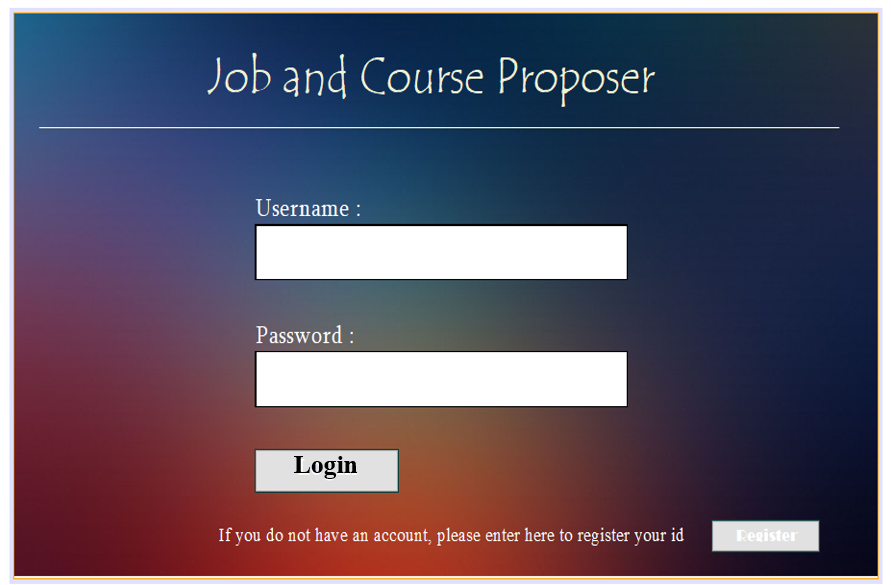 Job and Course Proposer
Username :
Password :
Login
If you do not have an account, please enter here to register your id
Register